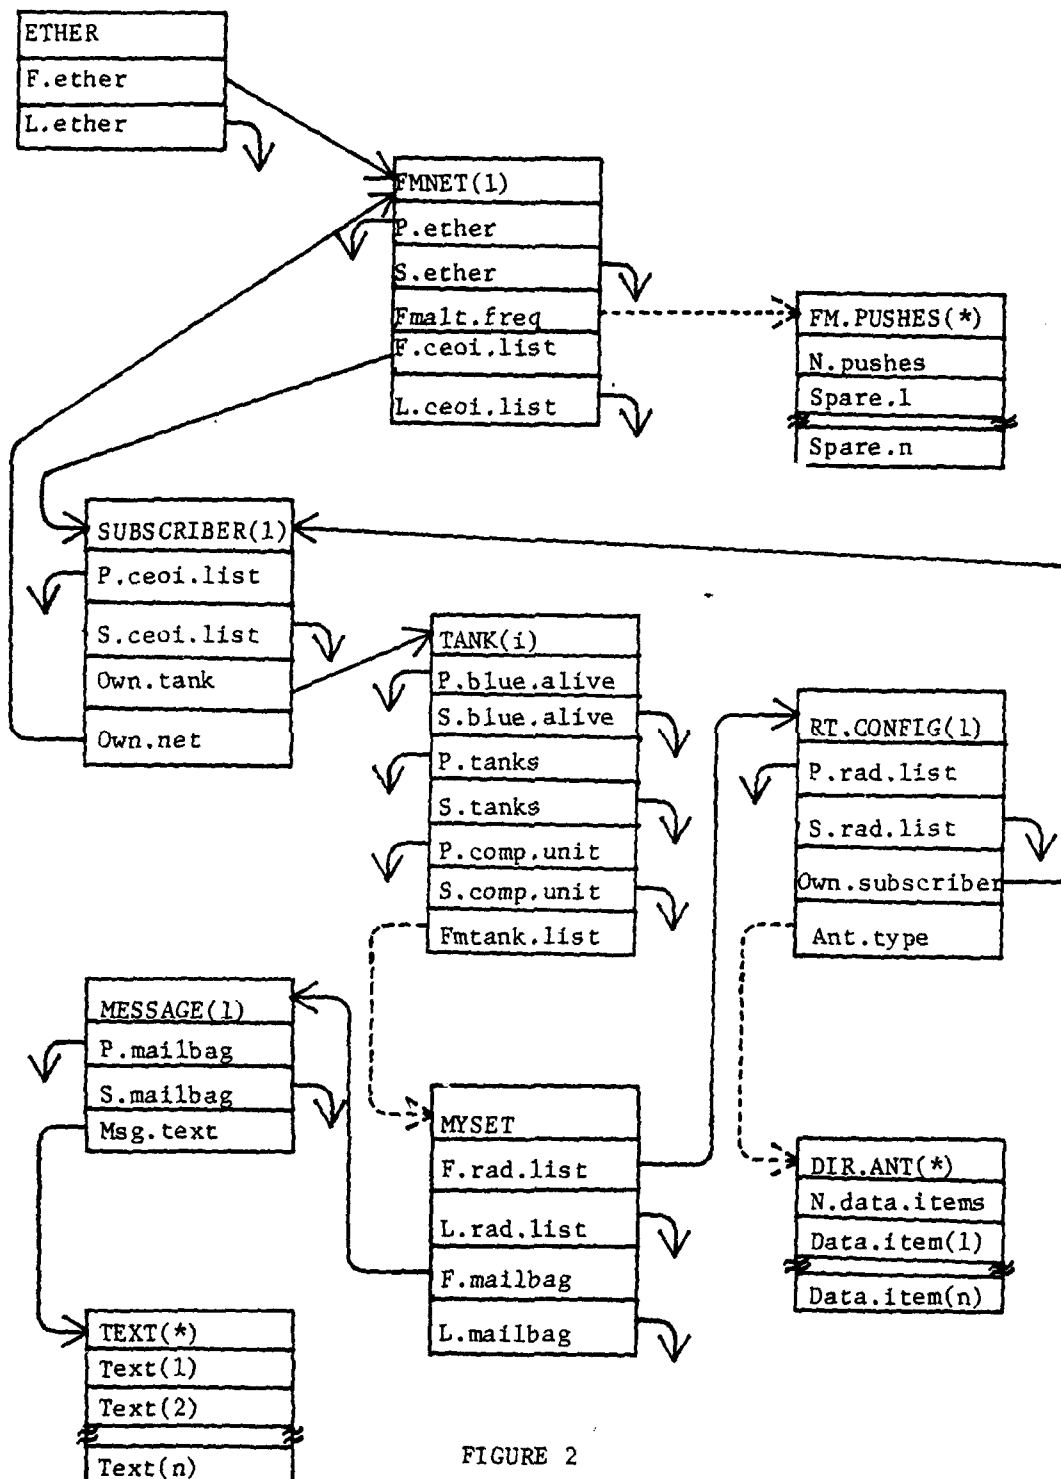 ETHER
F.ether
L.ether
FMNET(1)
P.ether
S.ether
Fmalt.freq
F.ceoi.list
L.ceoi.list
FM.PUSHES(*)
N.pushes
Spare.1
Spare.n
SUBSCRIBER(1)
P.ceoi.list
S.ceoi.list
Own.tank
Own.net
TANK(i)
P.blue.alive
S.blue.alive
P.tanks
S.tanks
P.comp.unit
S.comp.unit
Fmtank.list
RT.CONFIG(1)
P.rad.list
S.rad.list
Own.subscriber
Ant.type
MESSAGE(1)
P.mailbag
S.mailbag
Msg.text
MYSET
F.rad.list
L.rad.list
F.mailbag
L.mailbag
DIR.ANT(*)
N.data.items
Data.item(1)
Data.item(n)
TEXT(*)
Text(1)
Text(2)
Text(n)
FIGURE 2